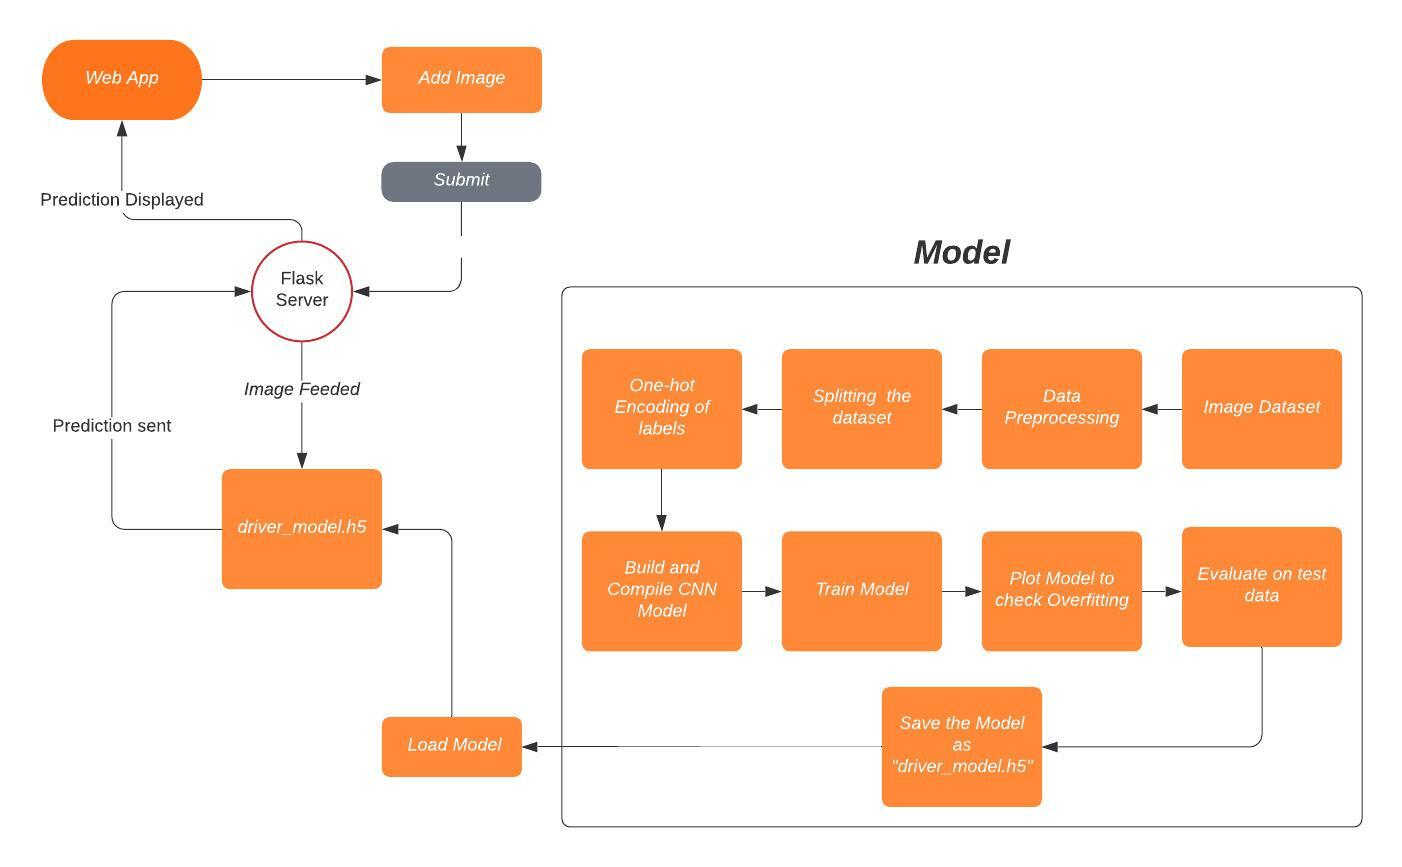 Web App
Add Image
Submit
Prediction Displayed
Flask
Server
Image Feeded
Prediction sent
driver_model.h5
Load Model
Model
One-hot
Encoding of
labels
Splitting the
dataset
Data
Preprocessing
Image Dataset
Build and
Compile CNN
Model
Train Model
Plot Model to
check Overfitting
Evaluate on test
data
Save the Model
as
"driver_model.h5"